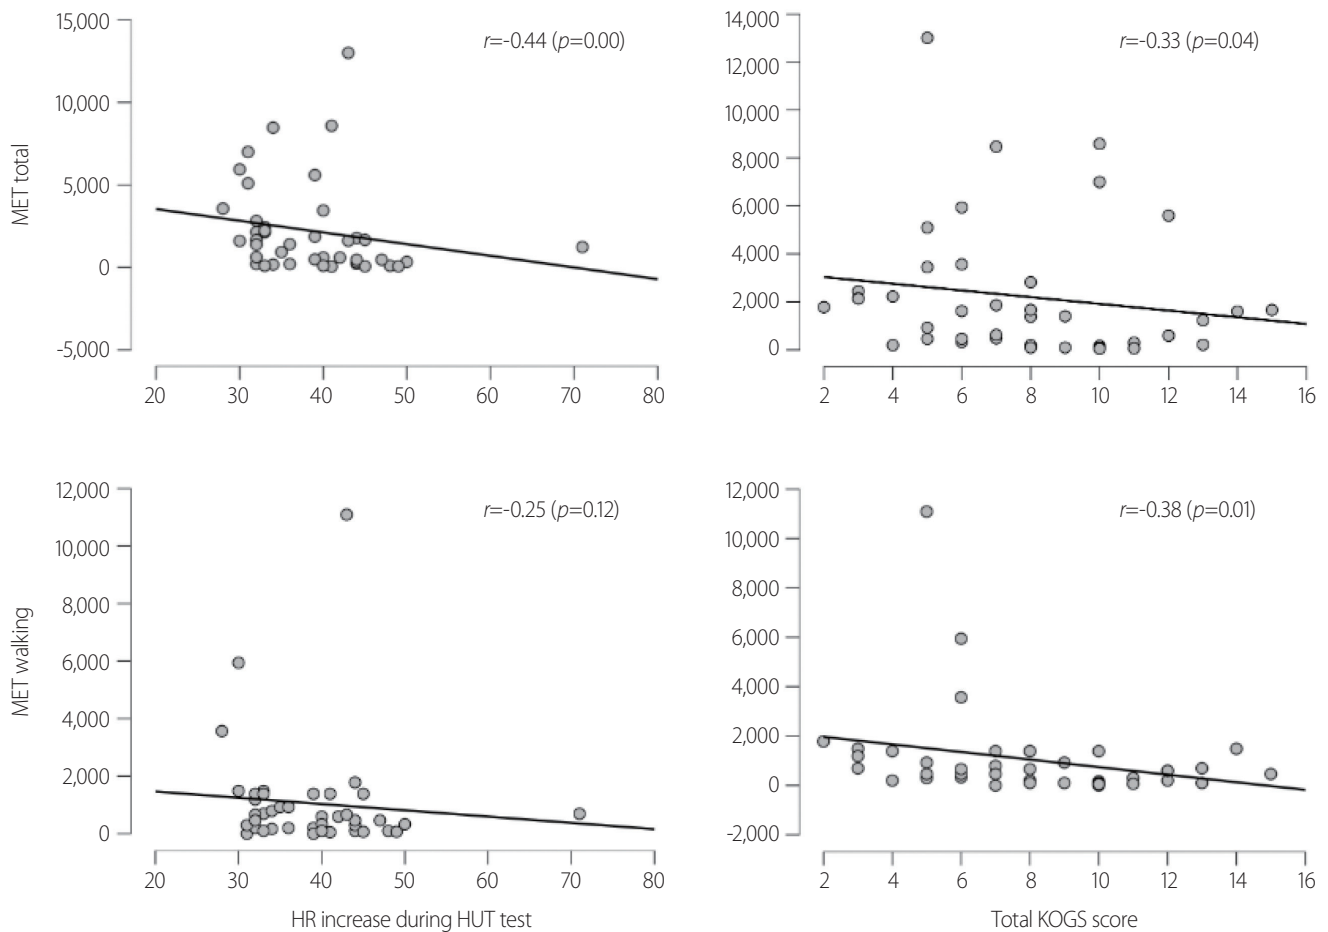 15,000
10,000
5,000
0
-5,000
MET total
r=-0.44 (p=0.00)
20 30 40 50 60 70 80
14,000
12,000
10,000
8,000
6,000
4,000
2,000
0
r=-0.33 (p=0.04)
2 4 6 8 10 12 14 16
12,000
10,000
8,000
6,000
4,000
2,000
0
MET walking
r=-0.25 (p=0.12)
20 30 40 50 60 70 80
HR increase during HUT test
12,000
10,000
8,000
6,000
4,000
2,000
0
-2,000
r=-0.38 (p=0.01)
2 4 6 8 10 12 14 16
Total KOGS score